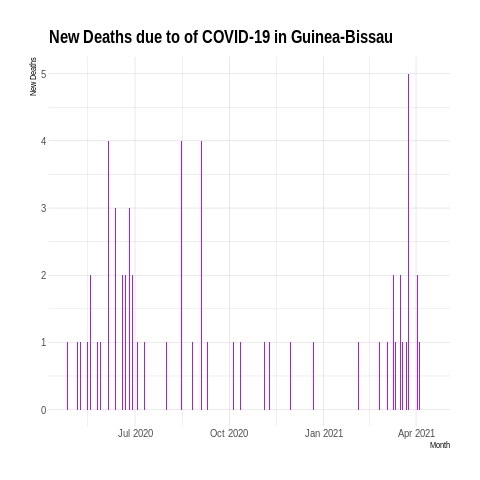 New Deaths due to of COVID-19 in Guinea-Bissau
New Deaths
5
4
3
2
1
0
Jul 2020 Oct 2020 Jan 2021 Apr 2021
Month